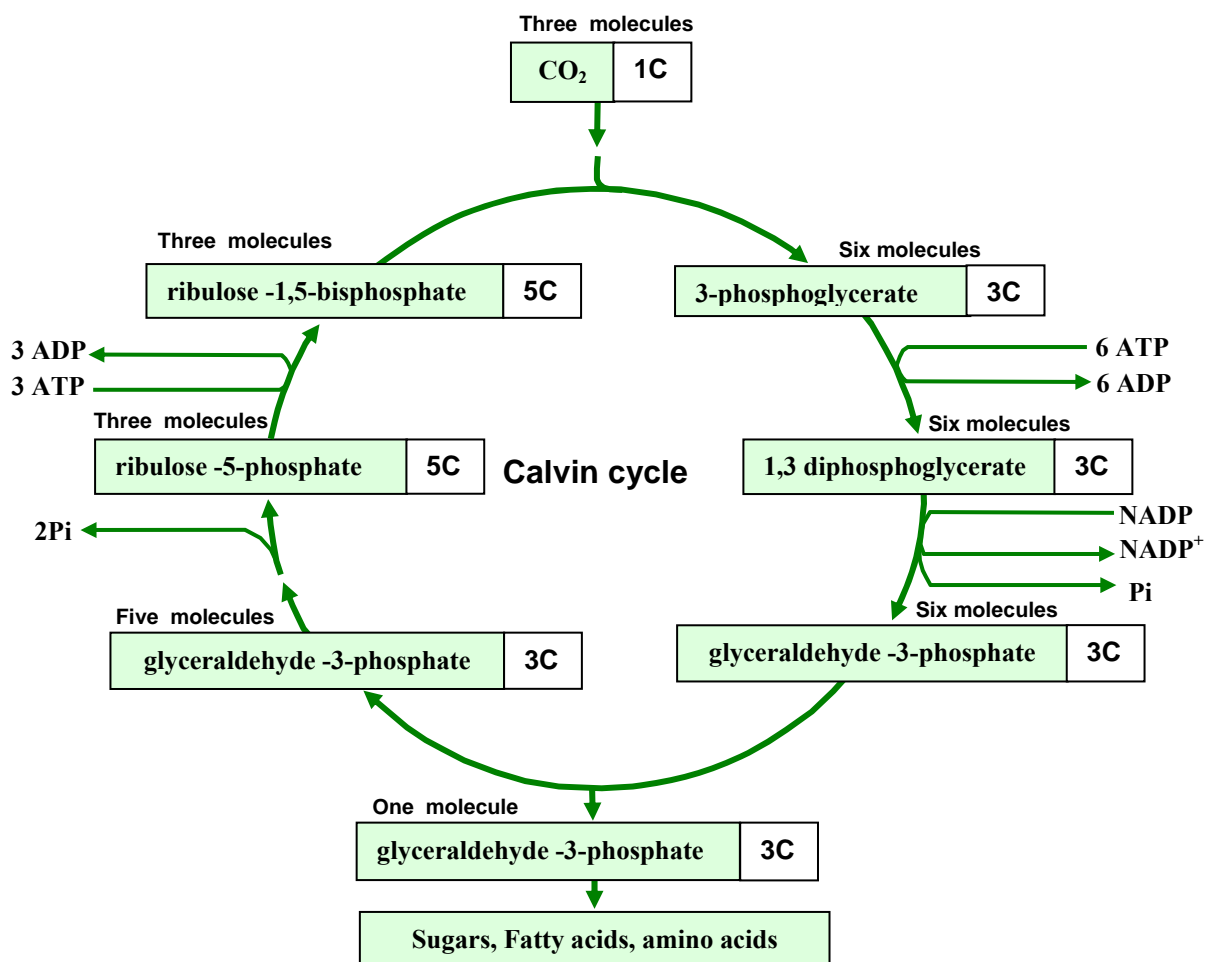 Three molecules
CO₂ 1C
Three molecules
ribulose -1,5-bisphosphate 5C
Six molecules
3-phosphoglycerate 3C
3 ADP
3 ATP
6 ATP
6 ADP
Three molecules
ribulose -5-phosphate 5C
Calvin cycle
Six molecules
1,3 diphosphoglycerate 3C
2Pi
NADP
NADP⁺
Pi
Five molecules
glyceraldehyde -3-phosphate 3C
Six molecules
glyceraldehyde -3-phosphate 3C
One molecule
glyceraldehyde -3-phosphate 3C
Sugars, Fatty acids, amino acids